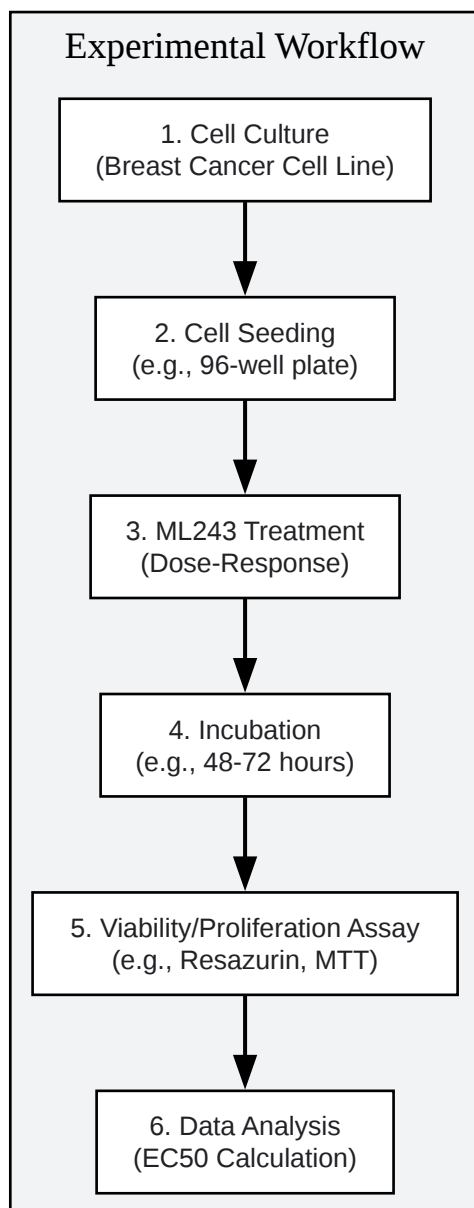 Experimental Workflow
1. Cell Culture
(Breast Cancer Cell Line)
2. Cell Seeding
(e.g., 96-well plate)
3. ML243 Treatment
(Dose-Response)
4. Incubation
(e.g., 48-72 hours)
5. Viability/Proliferation Assay
(e.g., Resazurin, MTT)
6. Data Analysis
(EC50 Calculation)